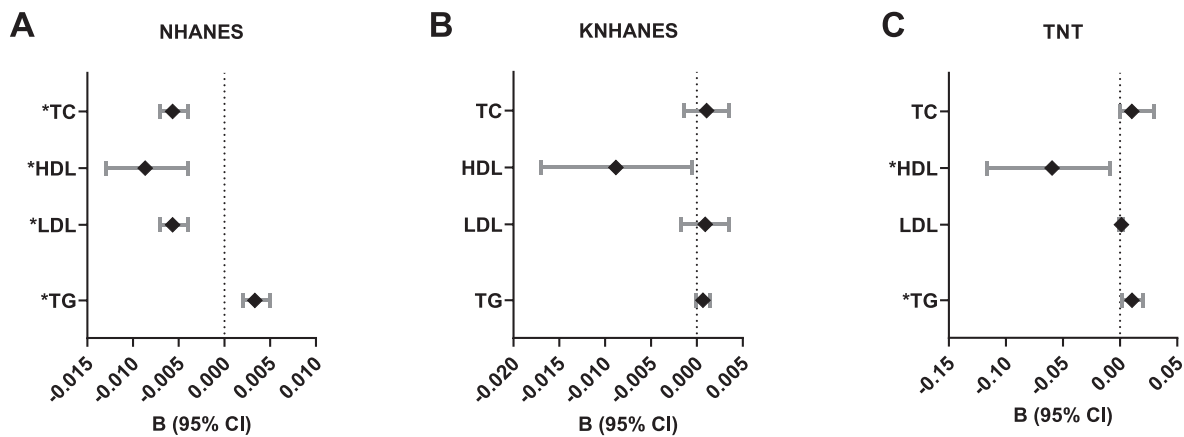 A
NHANES
*TC
*HDL
*LDL
*TG
-0.015
-0.010
-0.005
0.000
0.005
0.010
B (95% CI)
B
KNHANES
TC
HDL
LDL
TG
-0.020
-0.015
-0.010
-0.005
0.000
0.005
B (95% CI)
C
TNT
TC
*HDL
LDL
*TG
-0.15
-0.10
-0.05
0.00
0.05
B (95% CI)